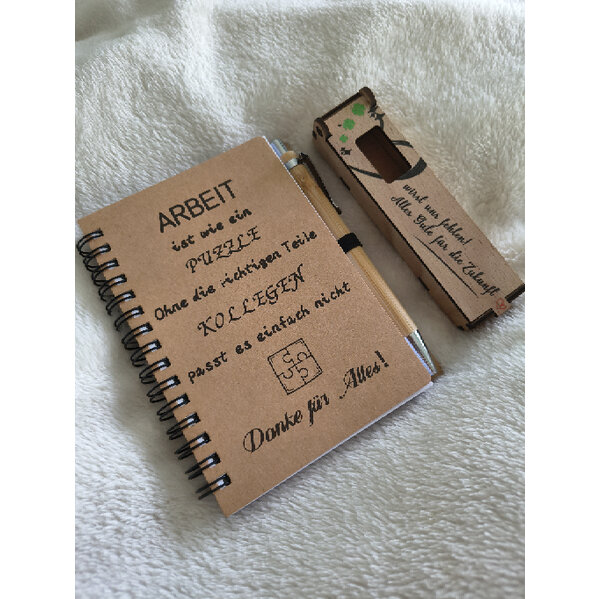 ARBEIT
ist wie ein
PUZZLE
Ohne die richtigen Teile
KOLLEGEN
passt es einfach nicht
Danke für Alles!
wirst uns fehlen!
Alles Gute für die Zukunft